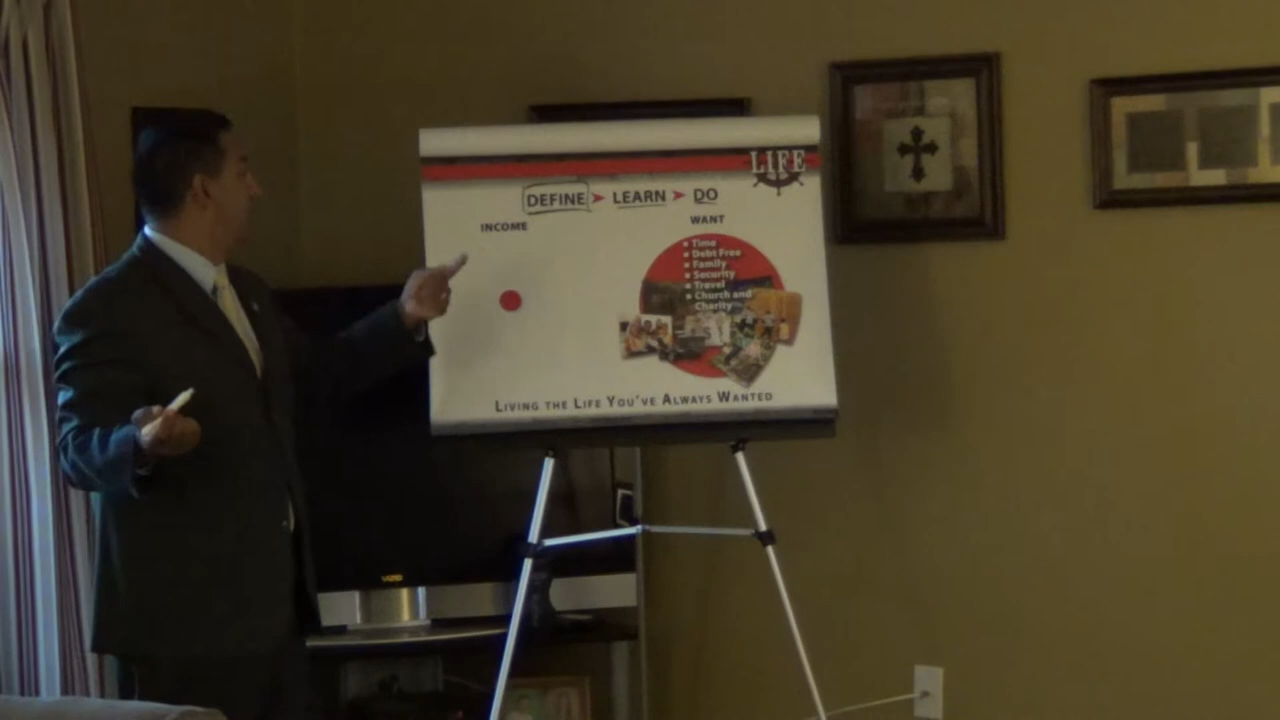 LIFE
DEFINE ➤ LEARN ➤ DO
INCOME
WANT
▪ Time
▪ Debt Free
▪ Family
▪ Security
▪ Travel
▪ Church and
Charity
LIVING THE LIFE YOU'VE ALWAYS WANTED
VIZIO